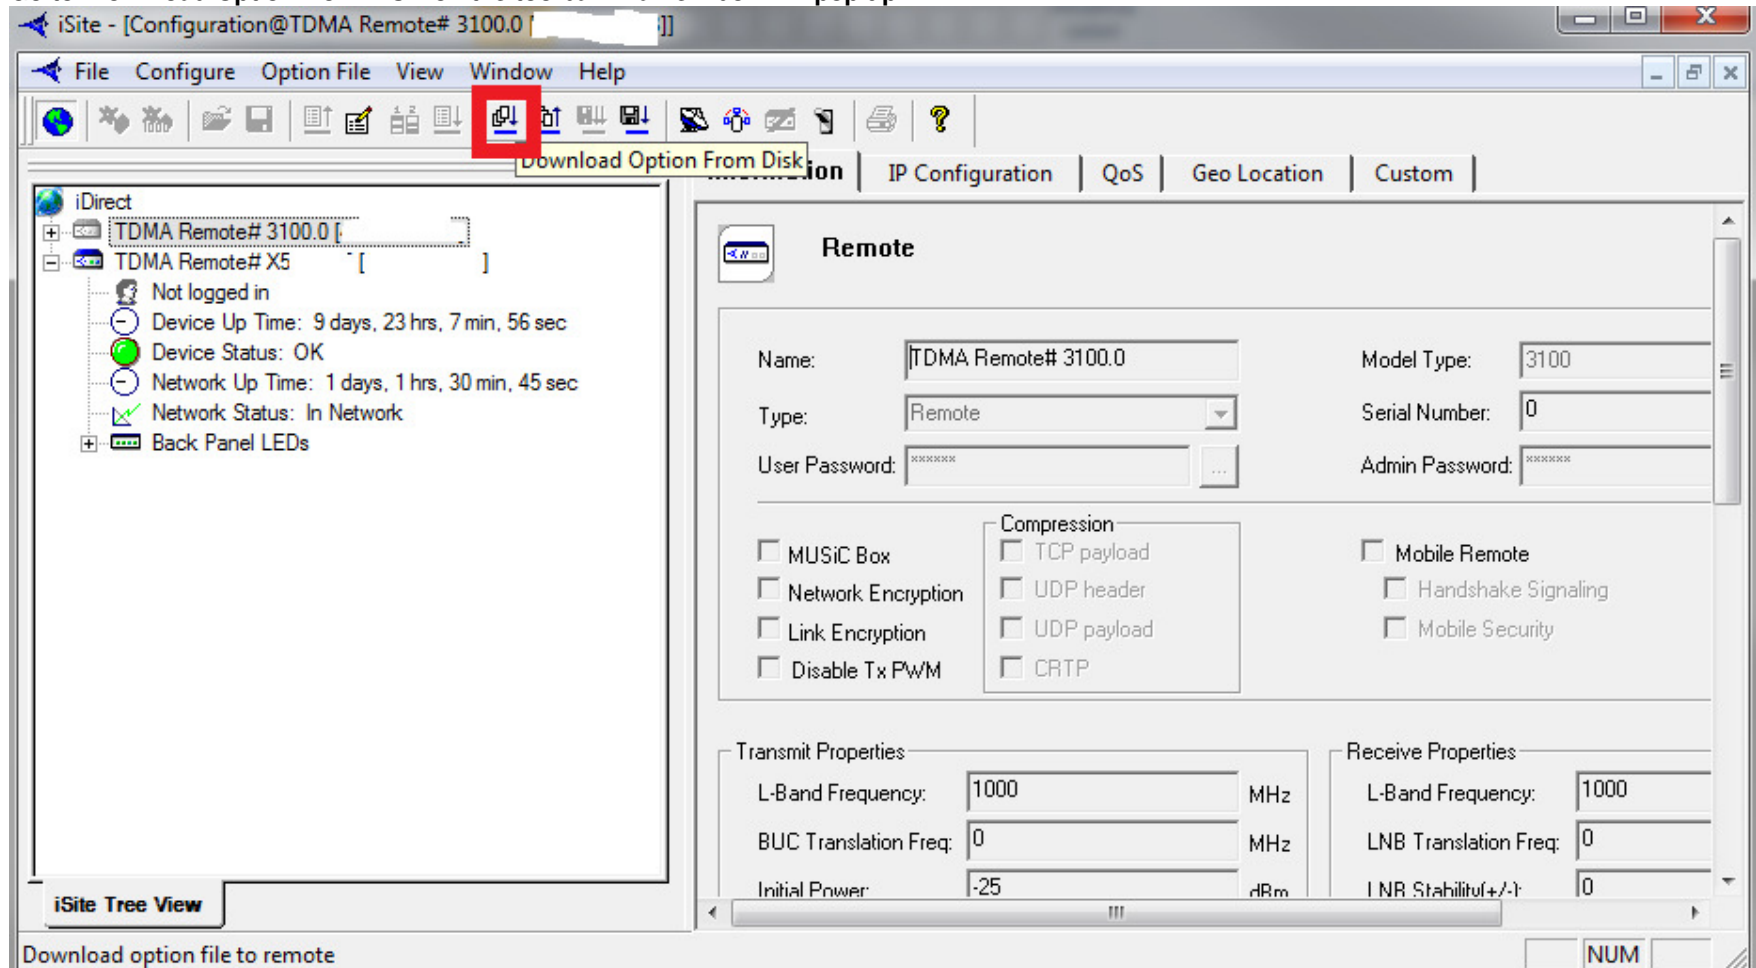 iSite - [Configuration@TDMA Remote# 3100.0 [ ]]
File Configure Option File View Window Help
Download Option From Disk
IP Configuration QoS Geo Location Custom
iDirect
TDMA Remote# 3100.0 [
TDMA Remote# X5 [ ]
Not logged in
Device Up Time: 9 days, 23 hrs, 7 min, 56 sec
Device Status: OK
Network Up Time: 1 days, 1 hrs, 30 min, 45 sec
Network Status: In Network
Back Panel LEDs
iSite Tree View
Remote
Name: TDMA Remote# 3100.0 Model Type: 3100
Type: Remote Serial Number: 0
User Password: ****** ... Admin Password: ******
Compression
MUSiC Box TCP payload Mobile Remote
Network Encryption UDP header Handshake Signaling
Link Encryption UDP payload Mobile Security
Disable Tx PWM CRTP
Transmit Properties Receive Properties
L-Band Frequency: 1000 MHz L-Band Frequency: 1000
BUC Translation Freq: 0 MHz LNB Translation Freq: 0
Initial Power: -25 dBm LNB Stability(+/-): 0
Download option file to remote NUM